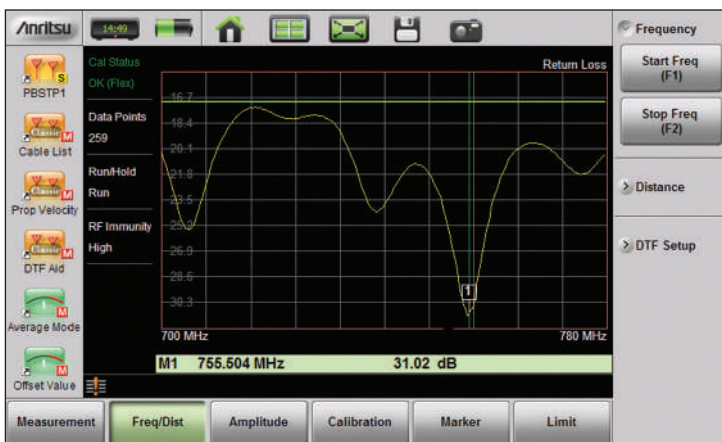 Anritsu
14:49
Frequency
PBSTP1
Cable List
Prop Velocity
DTF Aid
Average Mode
Offset Value
Cal Status
OK (Flex)
Data Points
259
Run/Hold
Run
RF Immunity
High
Return Loss
16.7
18.4
20.1
21.8
23.5
25.2
26.9
28.6
30.3
1
700 MHz
780 MHz
M1 755.504 MHz 31.02 dB
Start Freq
(F1)
Stop Freq
(F2)
Distance
DTF Setup
Measurement
Freq/Dist
Amplitude
Calibration
Marker
Limit